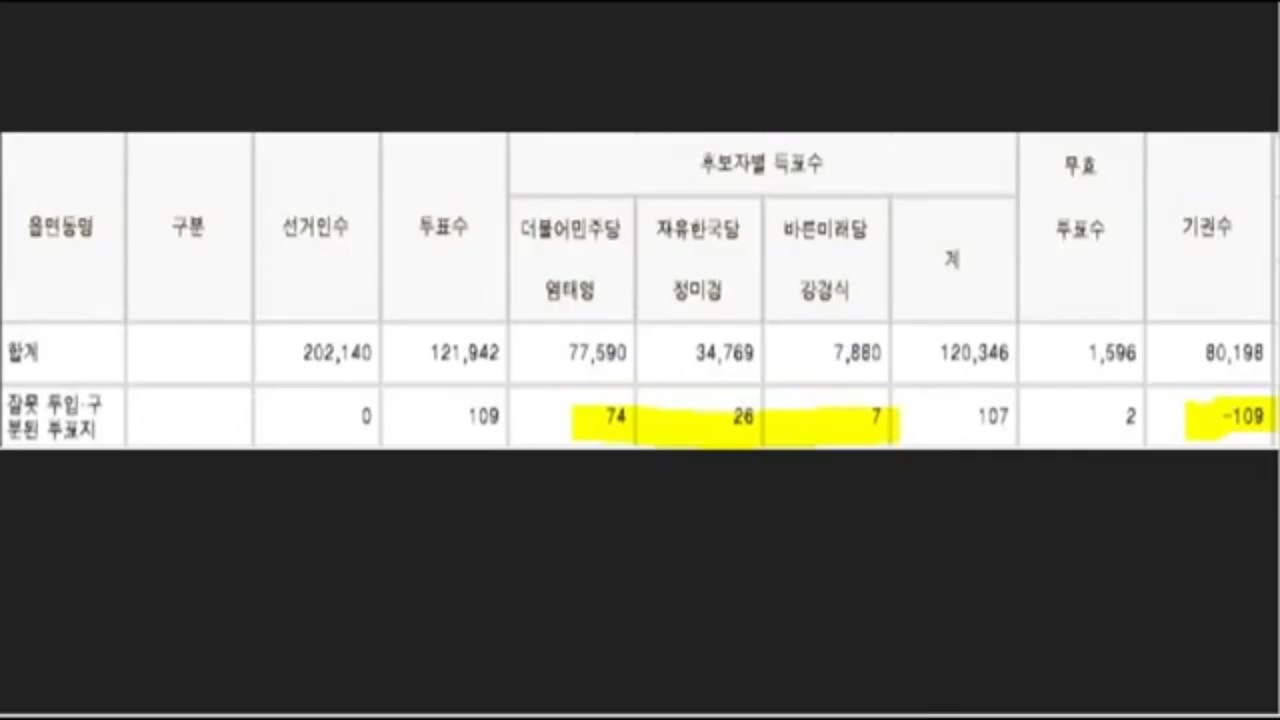 읍면동명 구분 선거인수 투표수 후보자별 득표수 무효 투표수 기권수
더불어민주당 염태영 자유한국당 정미경 바른미래당 강경식 계
합계 202,140 121,942 77,590 34,769 7,880 120,346 1,596 80,198
잘못 투입·구 0 109 74 26 7 107 2 -109
분된 투표지